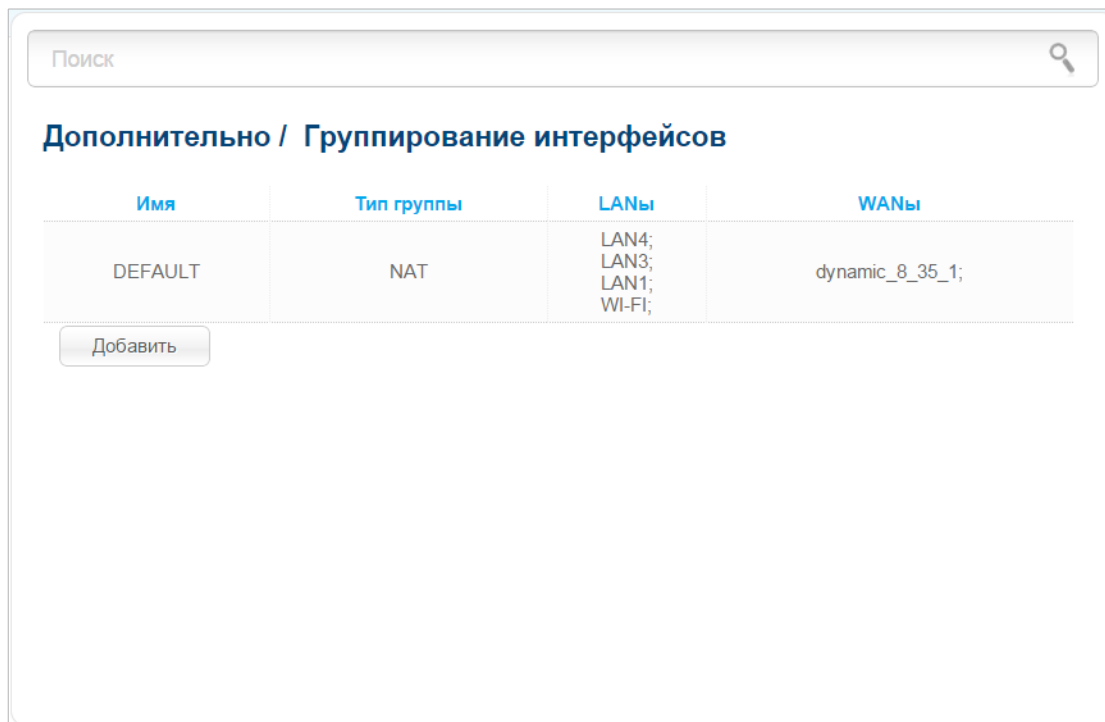 Поиск
Дополнительно / Группирование интерфейсов
Имя Тип группы LANы WANы
LAN4;
LAN3;
DEFAULT NAT dynamic_8_35_1;
LAN1;
WI-FI;
Добавить